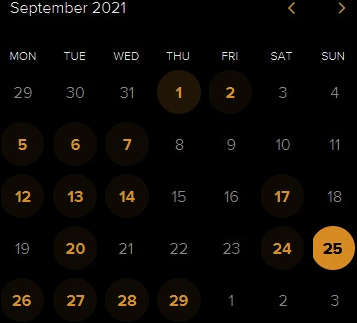 September 2021
MON TUE WED THU FRI SAT SUN
29 30 31 1 2 3 4
5 6 7 8 9 10 11
12 13 14 15 16 17 18
19 20 21 22 23 24 25
26 27 28 29 1 2 3